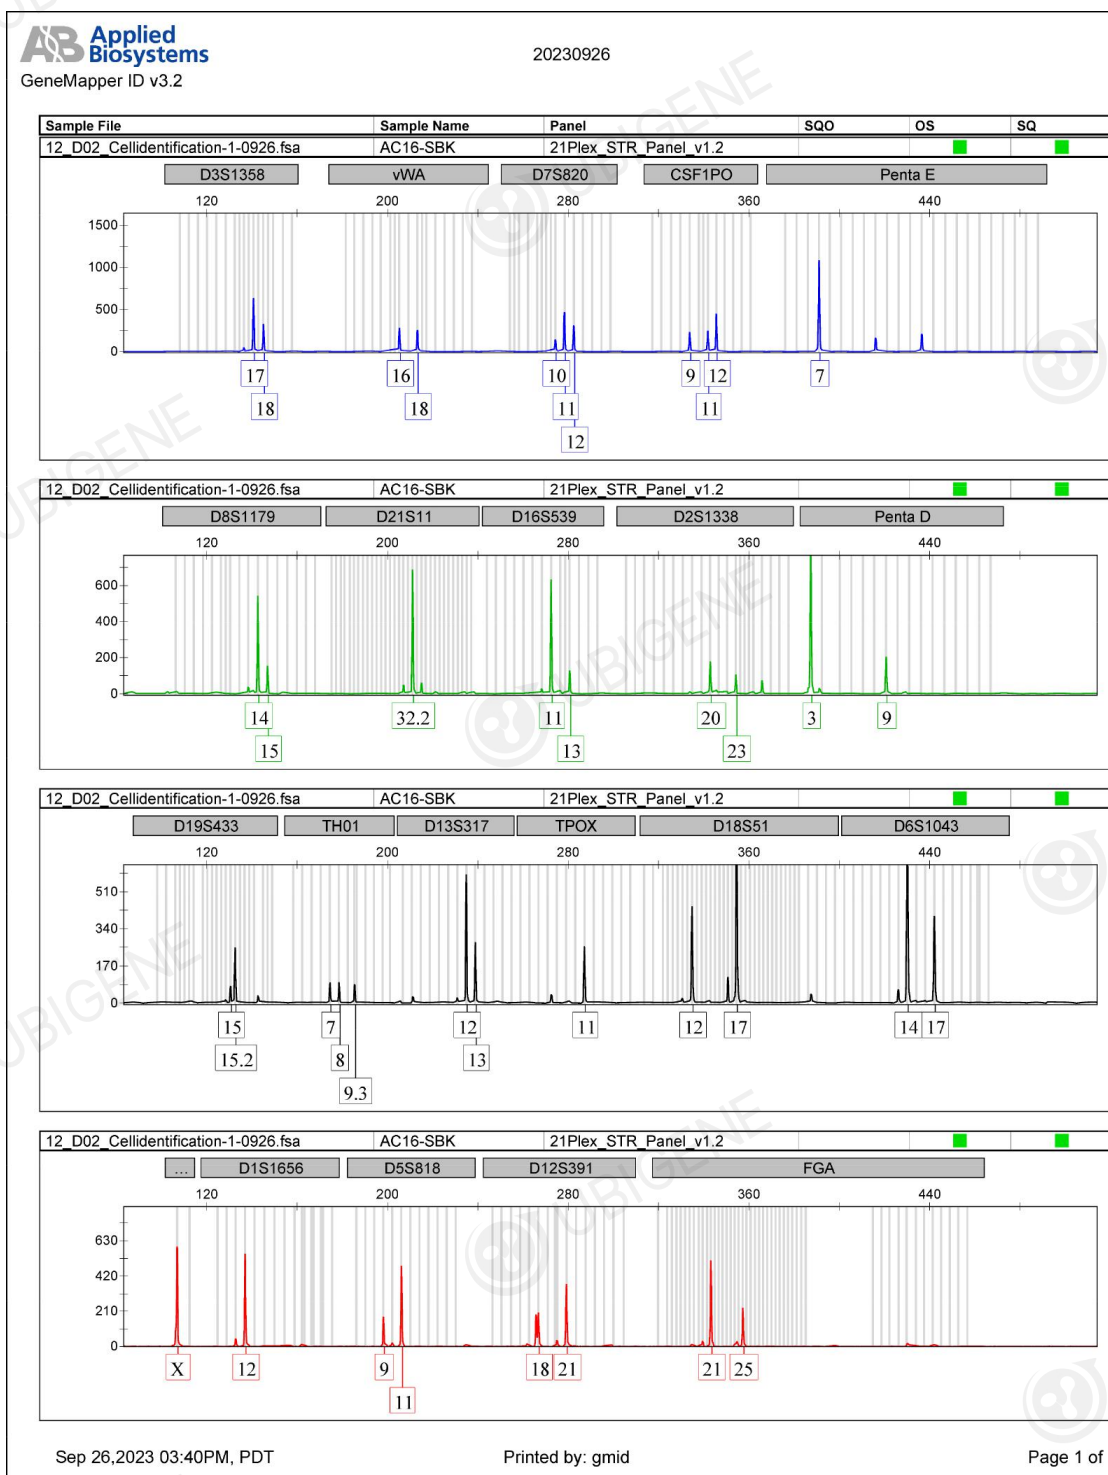 AB Applied
Biosystems
20230926
GeneMapper ID v3.2
Sample File Sample Name Panel SQO OS SQ
12_D02_Cellidentification-1-0926.fsa AC16-SBK 21Plex_STR_Panel_v1.2
D3S1358 vWA D7S820 CSF1PO Penta E
120 200 280 360 440
1500
1000
500
0
17 16 10 9 12 7
18 18 11 11
12
12_D02_Cellidentification-1-0926.fsa AC16-SBK 21Plex_STR_Panel_v1.2
D8S1179 D21S11 D16S539 D2S1338 Penta D
120 200 280 360 440
600
400
200
0
14 32.2 11 20 3 9
15 13 23
12_D02_Cellidentification-1-0926.fsa AC16-SBK 21Plex_STR_Panel_v1.2
D19S433 TH01 D13S317 TPOX D18S51 D6S1043
120 200 280 360 440
510
340
170
0
15 7 12 11 12 17 14 17
15.2 8 13
9.3
12_D02_Cellidentification-1-0926.fsa AC16-SBK 21Plex_STR_Panel_v1.2
... D1S1656 D5S818 D12S391 FGA
120 200 280 360 440
630
420
210
0
X 12 9 18 21 21 25
11
Sep 26,2023 03:40PM, PDT Printed by: gmid Page 1 of
UBIGENE
UBIGENE
UBIGENE
UBIGENE
UBIGENE
UBIGENE